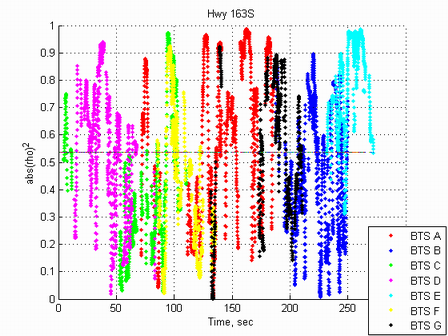 Hwy 163S
abs(rho)^2
1
0.9
0.8
0.7
0.6
0.5
0.4
0.3
0.2
0.1
0
0 50 100 150 200 250
Time, sec
BTS A
BTS B
BTS C
BTS D
BTS E
BTS F
BTS G